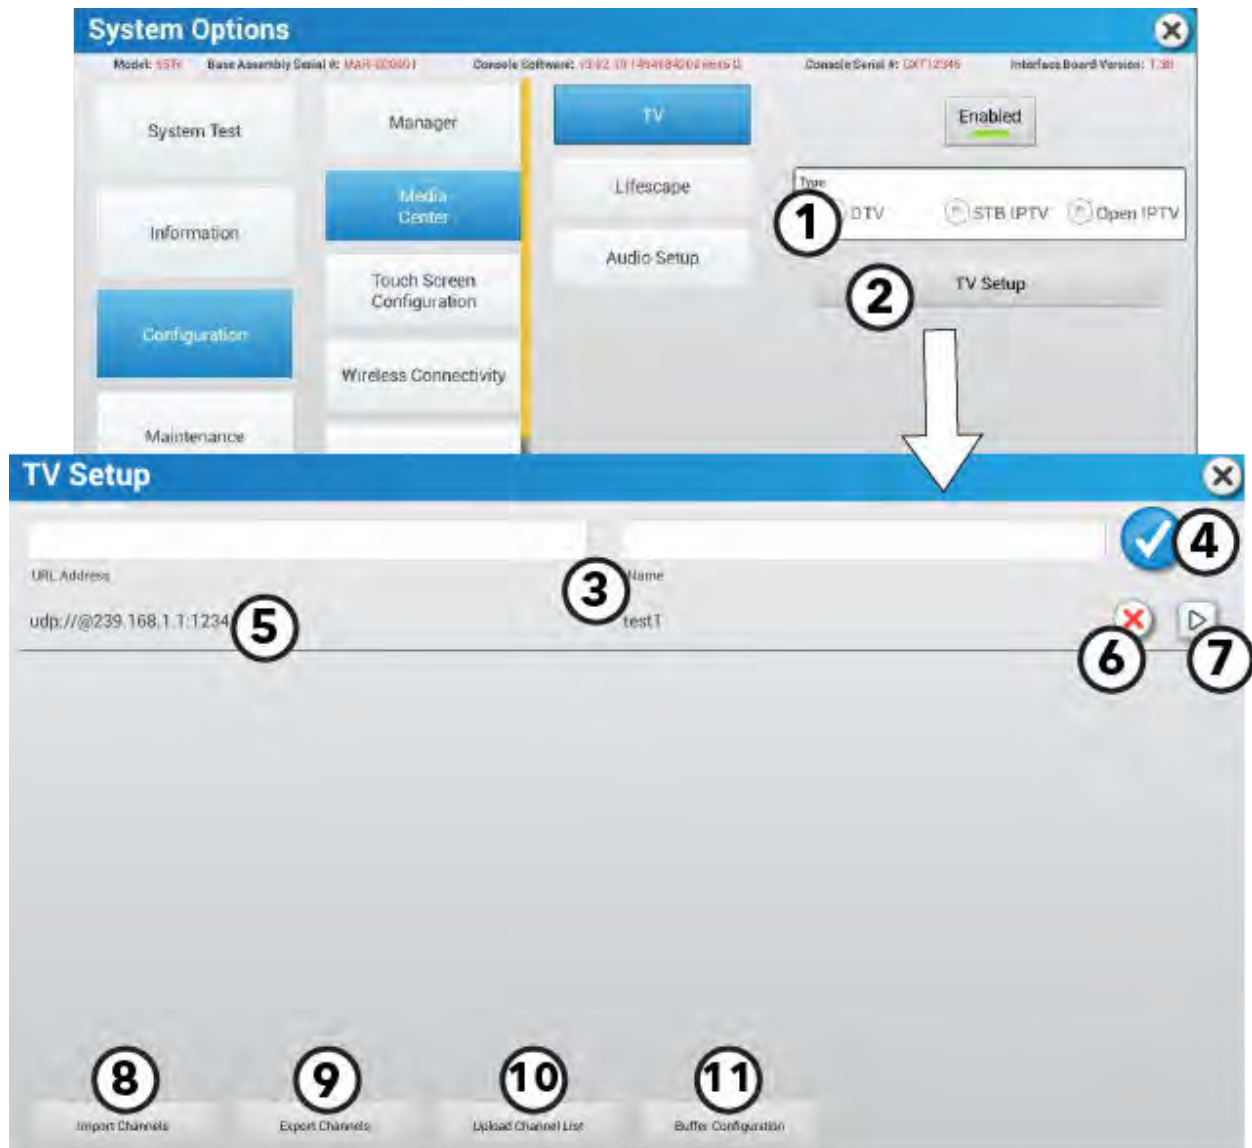 System Options
Model: Base Assembly Serial #: MAR-000001 Console Software: Console Serial #: CXT12345 Interface Board Version:
System Test
Manager
TV
Enabled
Information
Media
Center
Lifescape
Type
1
DTV
STB IPTV
Open IPTV
Configuration
Touch Screen
Configuration
Audio Setup
2
TV Setup
Maintenance
Wireless Connectivity
TV Setup
4
URL Address
3
Name
udp://@239.168.1.1:1234
5
test1
6
7
8
9
10
11
Import Channels
Export Channels
Upload Channel List
Buffer Configuration